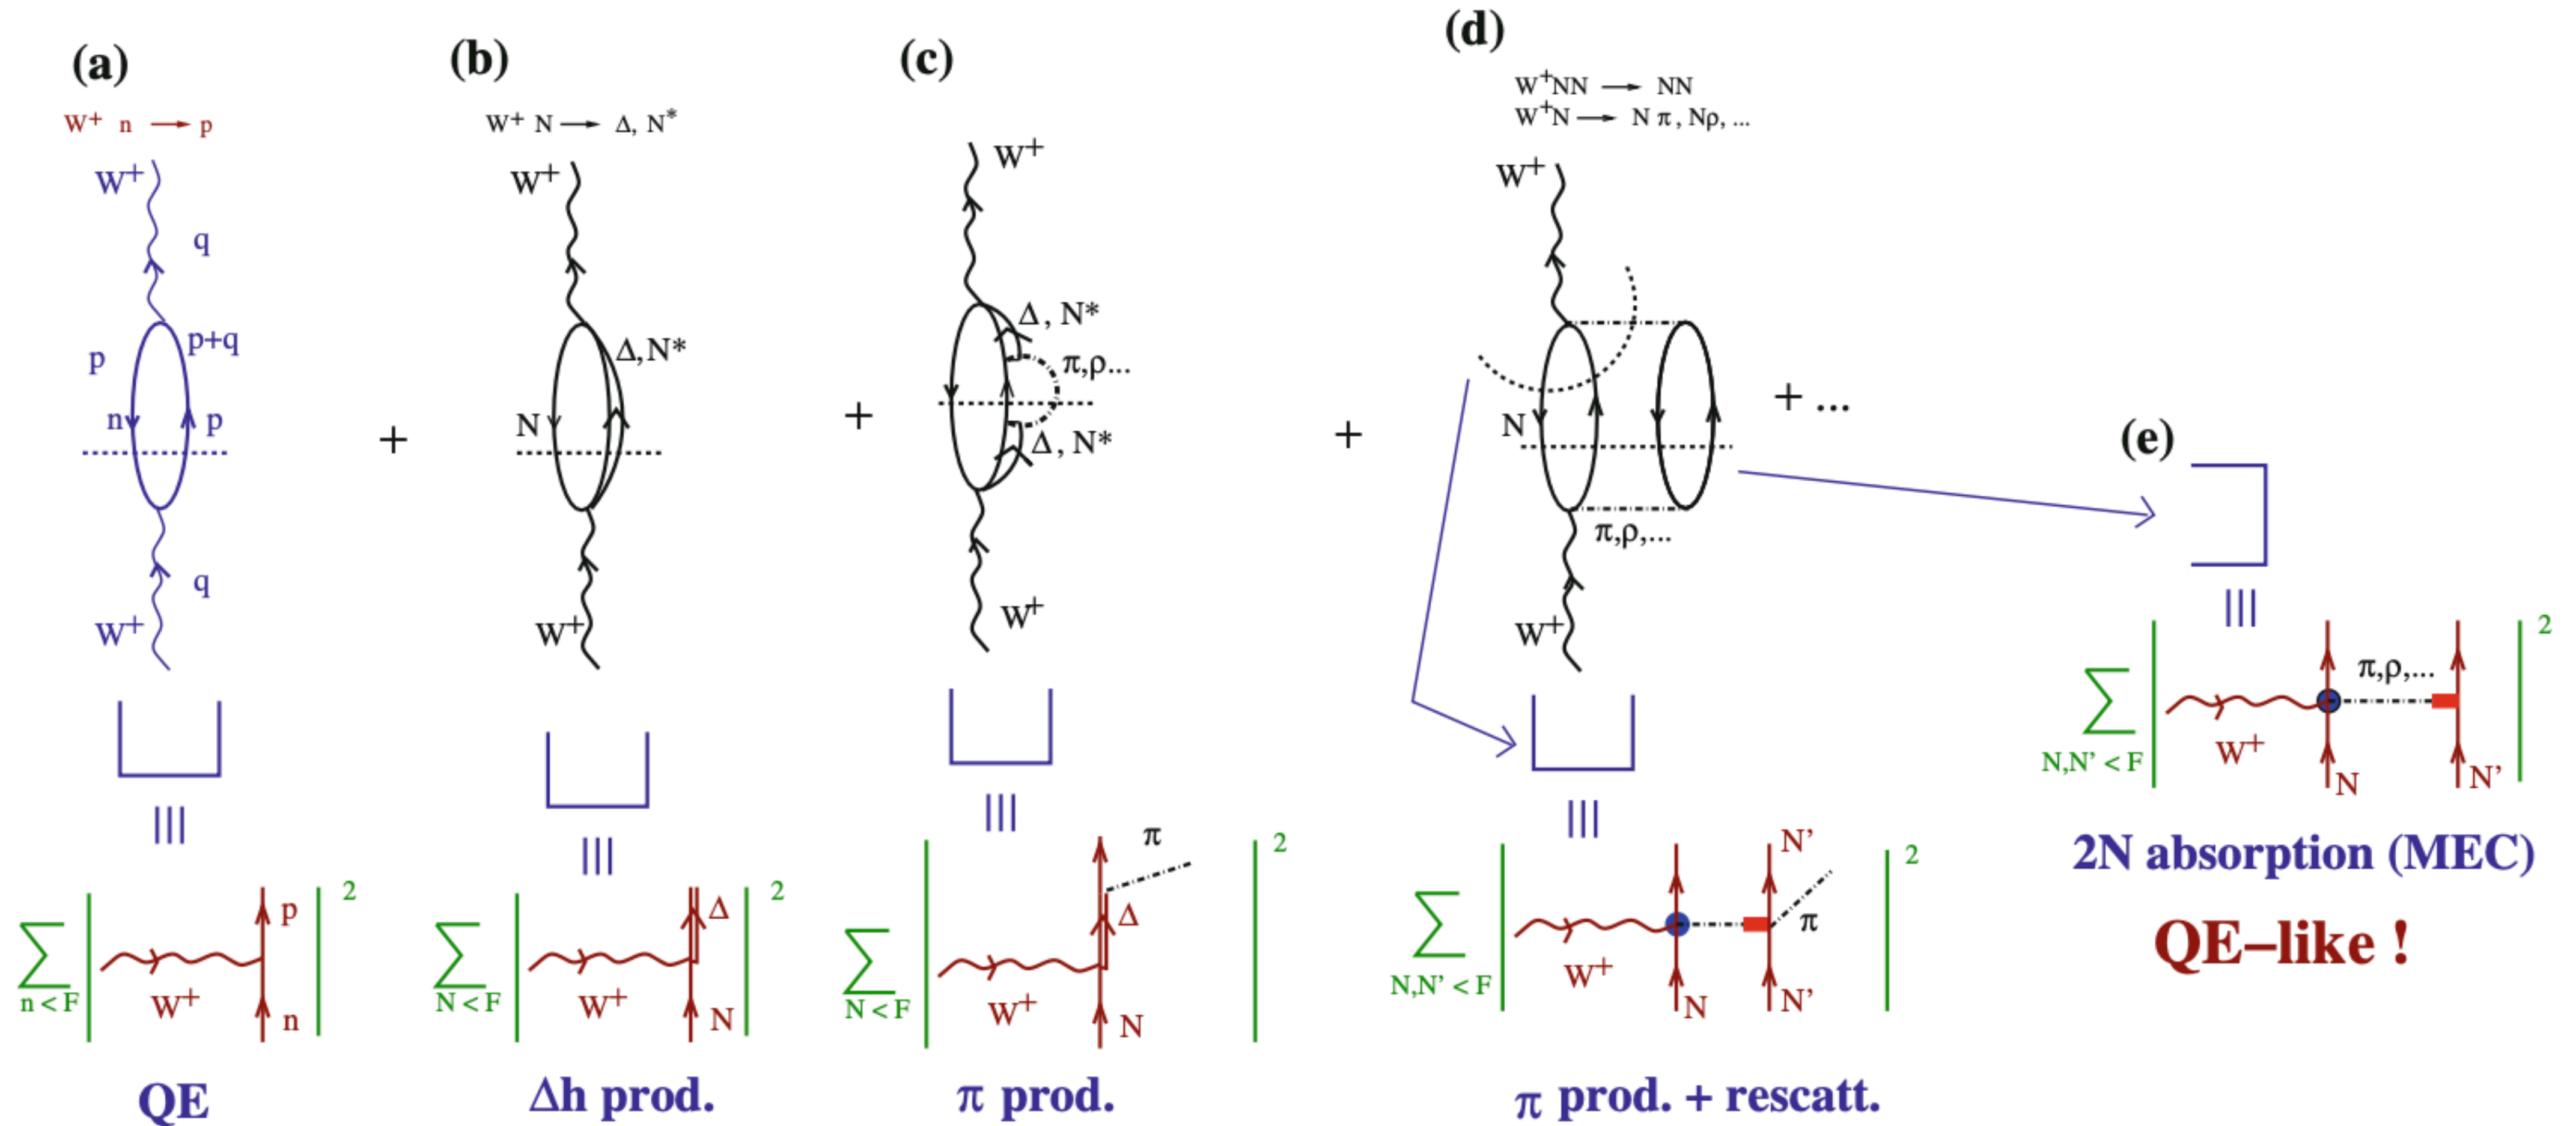 (a)
W⁺ n → p
W⁺
q
p
p+q
n
p
q
W⁺
+
n < F
∑
W⁺
p
n
2
QE
(b)
W⁺ N → Δ, N*
W⁺
Δ, N*
N
W⁺
+
∑
N < F
W⁺
Δ
N
2
Δh prod.
(c)
W⁺
Δ, N*
π,ρ...
Δ, N*
W⁺
+
∑
N < F
W⁺
π
Δ
N
2
π prod.
(d)
W⁺NN → NN
W⁺N → N π, Nρ, ...
W⁺
N
π,ρ,...
W⁺
+ ...
∑
N,N' < F
W⁺
N
N'
π
N'
2
π prod. + rescatt.
(e)
∑
N,N' < F
W⁺
π,ρ,...
N
N'
2
2N absorption (MEC)
QE–like !